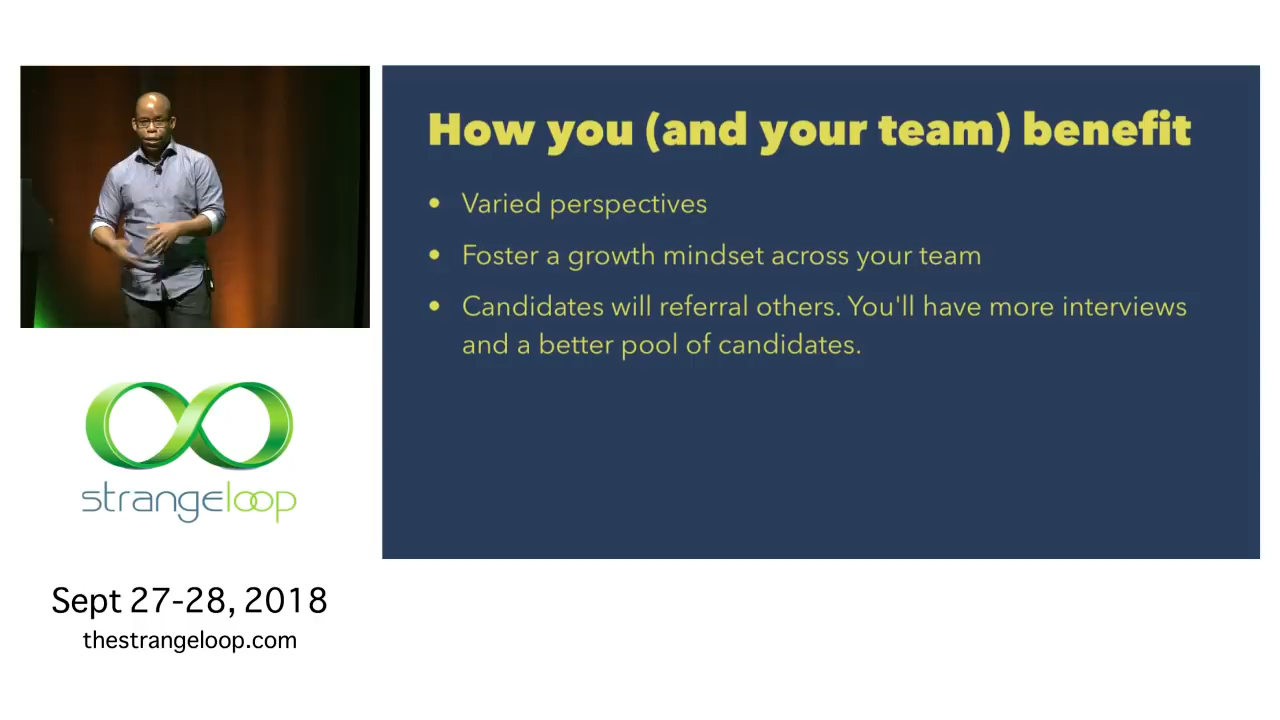 How you (and your team) benefit
• Varied perspectives
• Foster a growth mindset across your team
• Candidates will referral others. You'll have more interviews
and a better pool of candidates.
strangeloop
Sept 27-28, 2018
thestrangeloop.com